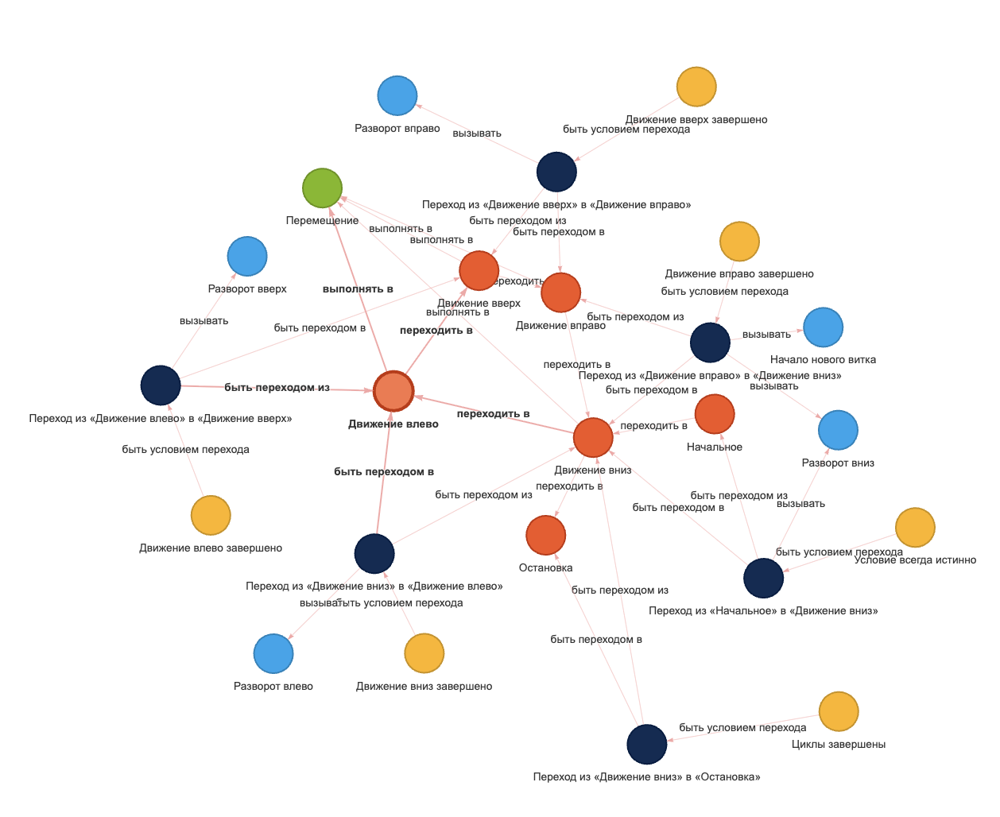 Движение вверх завершено
Разворот вправо
быть условием перехода
вызывать
Переход из «Движение вверх» в «Движение вправо»
Перемещение
быть переходом из
выполнять в
быть переходом в
выполнять в
Движение вправо завершено
Разворот вверх
переходить
выполнять в
быть условием перехода
Движение вверх
выполнять в
быть переходом из
вызывать
быть переходом в
переходить в
Движение вправо
вызывать
Начало нового витка
переходить в
Переход из «Движение вправо» в «Движение вниз»
быть переходом из
быть переходом в
вызывать
Переход из «Движение влево» в «Движение вверх»
переходить в
Движение влево
переходить в
Начальное
быть условием перехода
Разворот вниз
быть переходом в
Движение вниз
переходить в
быть переходом из
быть переходом из
вызывать
быть переходом в
Движение влево завершено
быть условием перехода
Условие всегда истинно
Остановка
Переход из «Движение вниз» в «Движение влево»
быть переходом из
вызывать
быть условием перехода
Переход из «Начальное» в «Движение вниз»
быть переходом в
Разворот влево
Движение вниз завершено
быть условием перехода
Циклы завершены
Переход из «Движение вниз» в «Остановка»